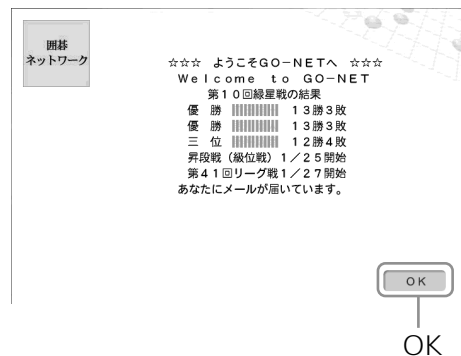 囲碁
ネットワーク
☆☆☆ ようこそGO－NETへ ☆☆☆
Welcome to GO－NET
第10回緑星戦の結果
優 勝 13勝3敗
優 勝 13勝3敗
三 位 12勝4敗
昇段戦（級位戦）1／25開始
第41回リーグ戦1／27開始
あなたにメールが届いています。
OK
OK